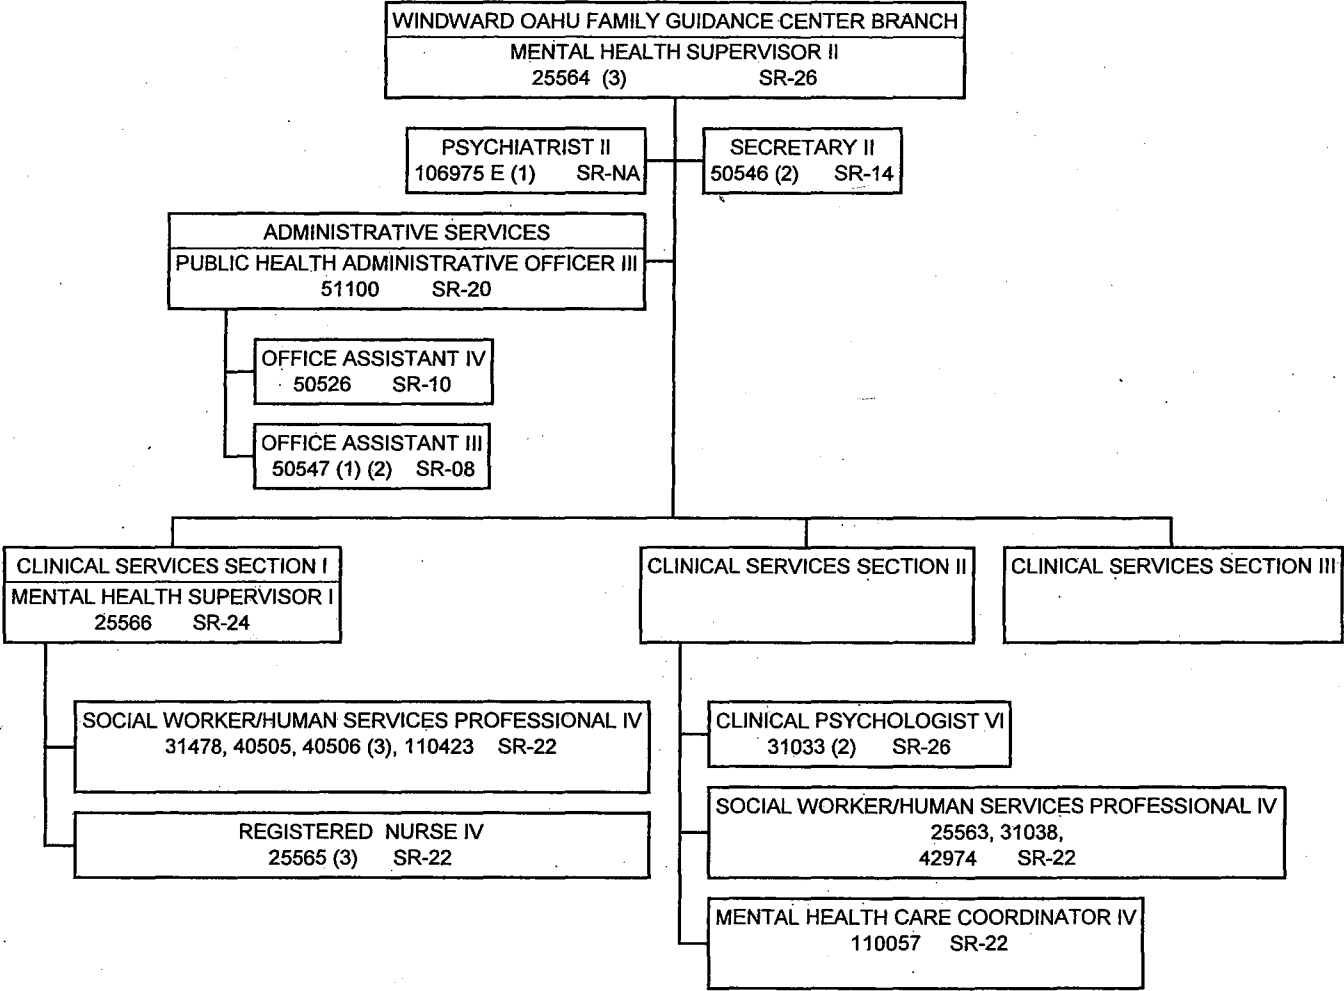 WINDWARD OAHU FAMILY GUIDANCE CENTER BRANCH
MENTAL HEALTH SUPERVISOR II
25564 (3) SR-26
PSYCHIATRIST II
106975 E (1) SR-NA
SECRETARY II
50546 (2) SR-14
ADMINISTRATIVE SERVICES
PUBLIC HEALTH ADMINISTRATIVE OFFICER III
51100 SR-20
OFFICE ASSISTANT IV
50526 SR-10
OFFICE ASSISTANT III
50547 (1) (2) SR-08
CLINICAL SERVICES SECTION I
MENTAL HEALTH SUPERVISOR I
25566 SR-24
SOCIAL WORKER/HUMAN SERVICES PROFESSIONAL IV
31478, 40505, 40506 (3), 110423 SR-22
REGISTERED NURSE IV
25565 (3) SR-22
CLINICAL SERVICES SECTION II
CLINICAL PSYCHOLOGIST VI
31033 (2) SR-26
SOCIAL WORKER/HUMAN SERVICES PROFESSIONAL IV
25563, 31038,
42974 SR-22
MENTAL HEALTH CARE COORDINATOR IV
110057 SR-22
CLINICAL SERVICES SECTION III